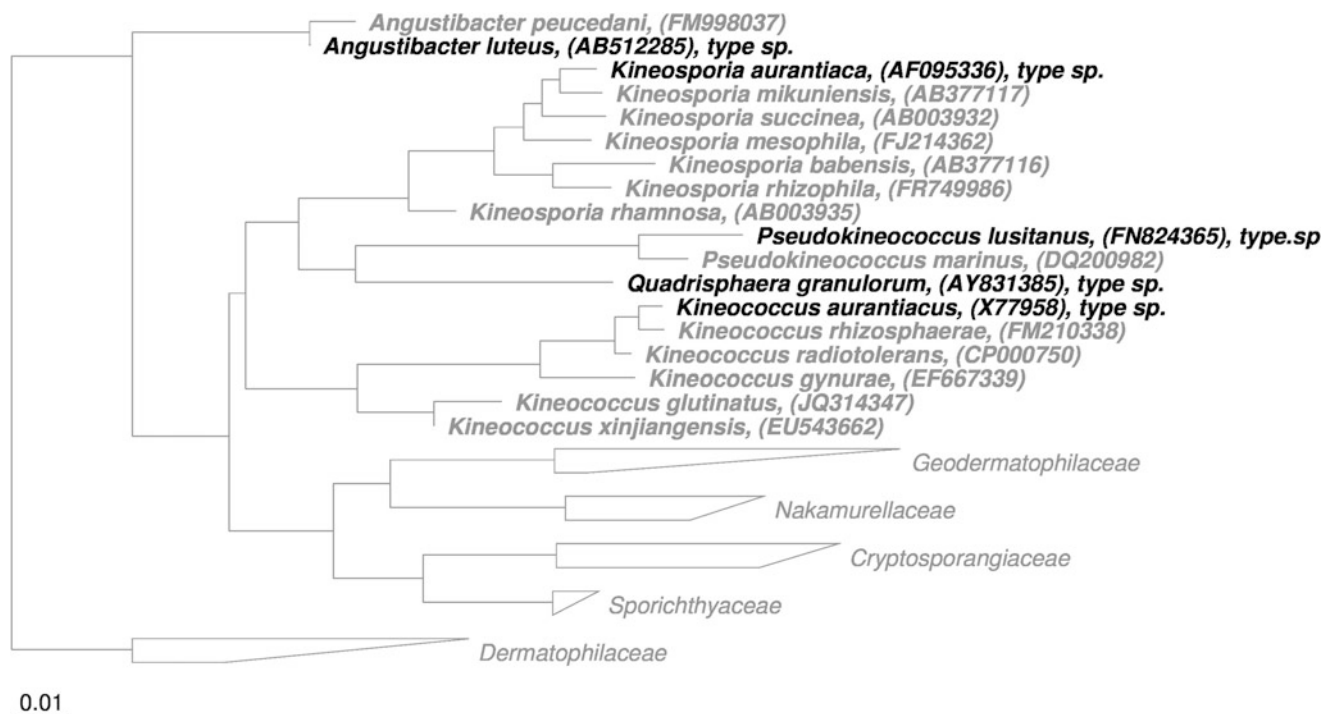 Angustibacter peucedani, (FM998037)
Angustibacter luteus, (AB512285), type sp.
Kineosporia aurantiaca, (AF095336), type sp.
Kineosporia mikuniensis, (AB377117)
Kineosporia succinea, (AB003932)
Kineosporia mesophila, (FJ214362)
Kineosporia babensis, (AB377116)
Kineosporia rhizophila, (FR749986)
Kineosporia rhamnosa, (AB003935)
Pseudokineococcus lusitanus, (FN824365), type.sp
Pseudokineococcus marinus, (DQ200982)
Quadrisphaera granulorum, (AY831385), type sp.
Kineococcus aurantiacus, (X77958), type sp.
Kineococcus rhizosphaerae, (FM210338)
Kineococcus radiotolerans, (CP000750)
Kineococcus gynurae, (EF667339)
Kineococcus glutinatus, (JQ314347)
Kineococcus xinjiangensis, (EU543662)
Geodermatophilaceae
Nakamurellaceae
Cryptosporangiaceae
Sporichthyaceae
Dermatophilaceae
0.01